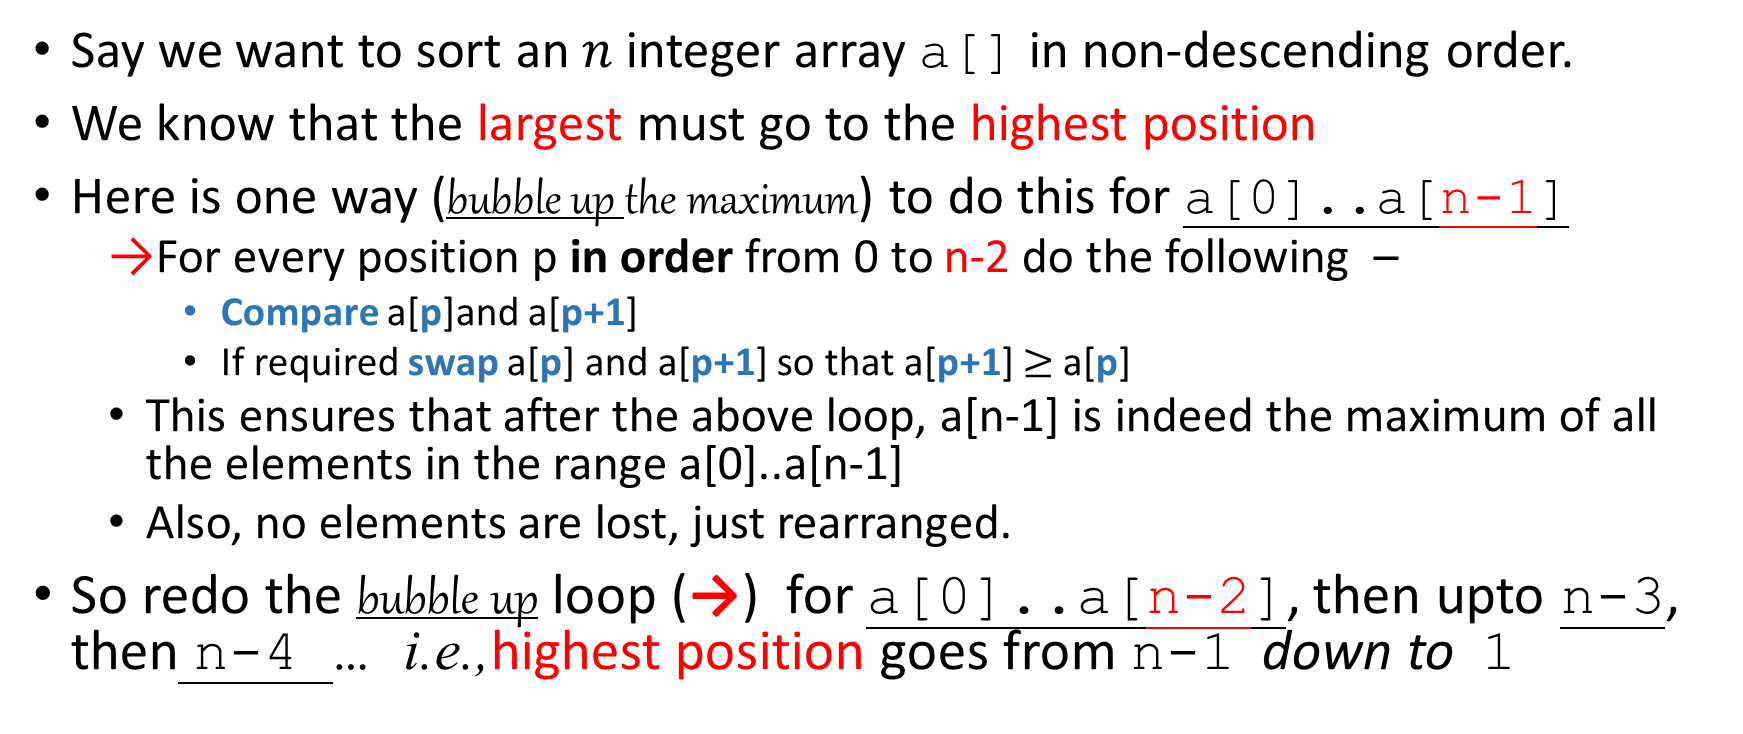 • Say we want to sort an n integer array a[] in non-descending order.
• We know that the largest must go to the highest position
• Here is one way (bubble up the maximum) to do this for a[0]..a[n-1]
→For every position p in order from 0 to n-2 do the following –
• Compare a[p]and a[p+1]
• If required swap a[p] and a[p+1] so that a[p+1] ≥ a[p]
• This ensures that after the above loop, a[n-1] is indeed the maximum of all
the elements in the range a[0]..a[n-1]
• Also, no elements are lost, just rearranged.
• So redo the bubble up loop (→) for a[0]..a[n-2], then upto n-3,
then n-4 … i.e.,highest position goes from n-1 down to 1